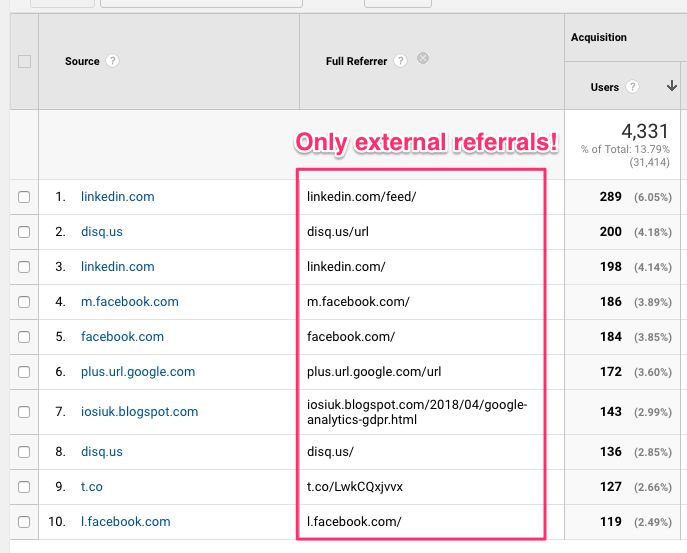 Acquisition
Source ? Full Referrer ?
Users ?
4,331
Only external referrals!
% of Total: 13.79%
(31,414)
1. linkedin.com linkedin.com/feed/ 289 (6.05%)
2. disq.us disq.us/url 200 (4.18%)
3. linkedin.com linkedin.com/ 198 (4.14%)
4. m.facebook.com m.facebook.com/ 186 (3.89%)
5. facebook.com facebook.com/ 184 (3.85%)
6. plus.url.google.com plus.url.google.com/url 172 (3.60%)
7. iosiuk.blogspot.com iosiuk.blogspot.com/2018/04/google- 143 (2.99%)
analytics-gdpr.html
8. disq.us disq.us/ 136 (2.85%)
9. t.co t.co/LwkCQxjvvx 127 (2.66%)
10. l.facebook.com l.facebook.com/ 119 (2.49%)